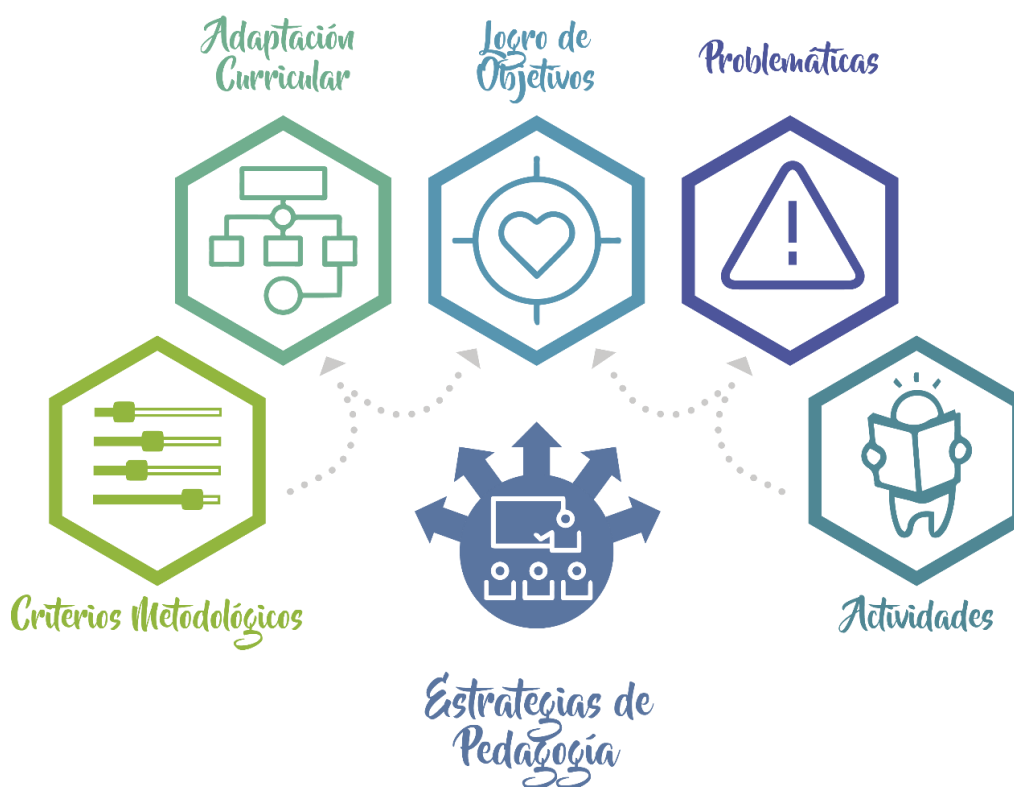 Adaptación
Curricular
Logro de
Objetivos
Problemáticas
Criterios Metodológicos
Actividades
Estrategias de
Pedagogía